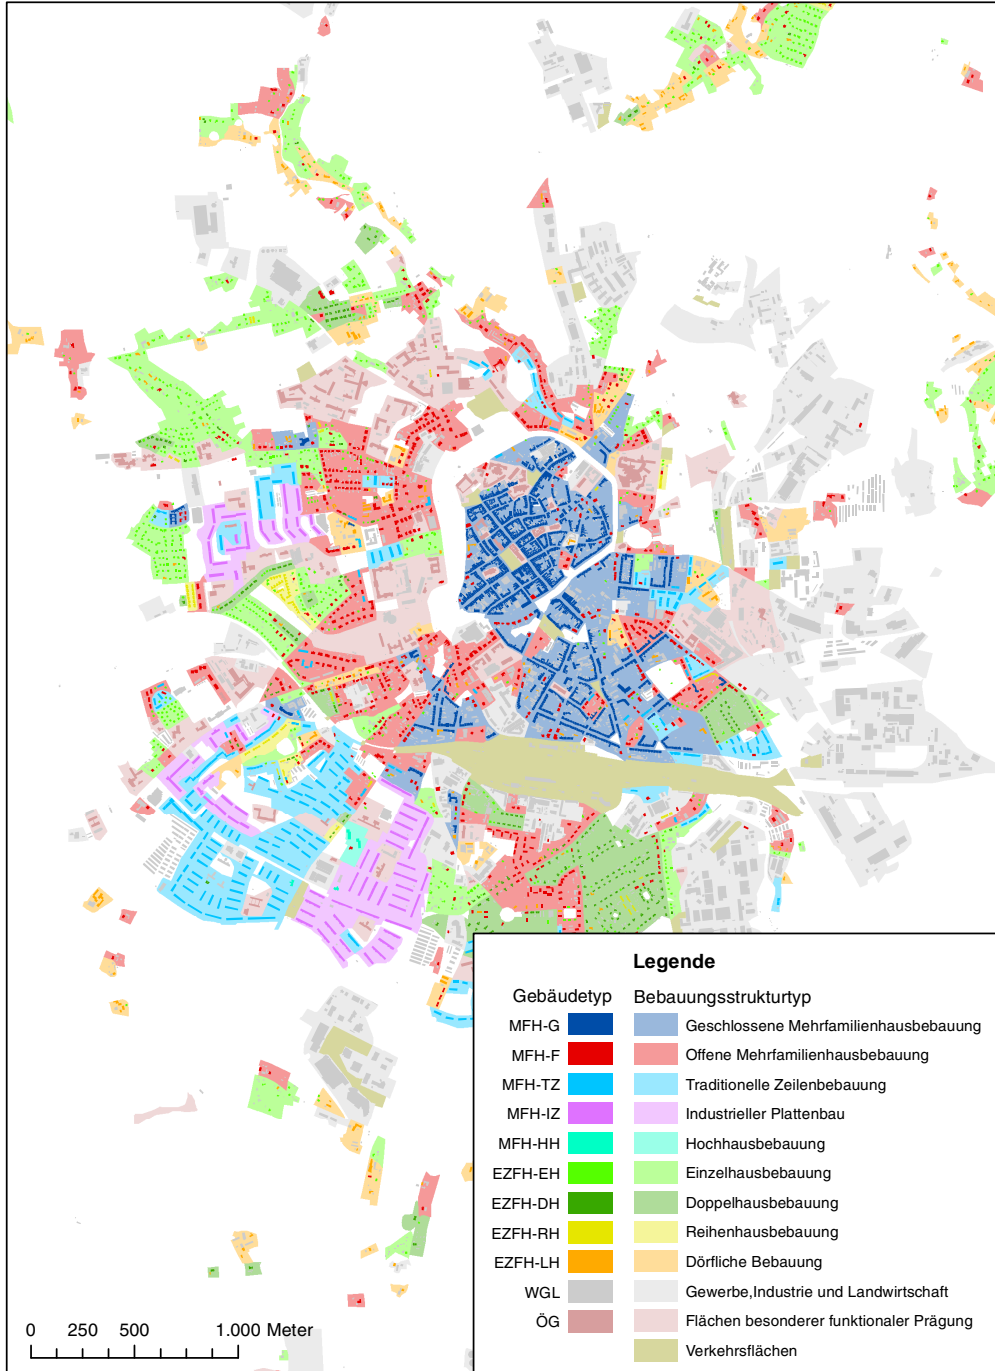 Legende
Gebäudetyp Bebauungsstrukturtyp
MFH-G Geschlossene Mehrfamilienhausbebauung
MFH-F Offene Mehrfamilienhausbebauung
MFH-TZ Traditionelle Zeilenbebauung
MFH-IZ Industrieller Plattenbau
MFH-HH Hochhausbebauung
EZFH-EH Einzelhausbebauung
EZFH-DH Doppelhausbebauung
EZFH-RH Reihenhausbebauung
EZFH-LH Dörfliche Bebauung
WGL Gewerbe,Industrie und Landwirtschaft
ÖG Flächen besonderer funktionaler Prägung
Verkehrsflächen
0 250 500 1.000 Meter